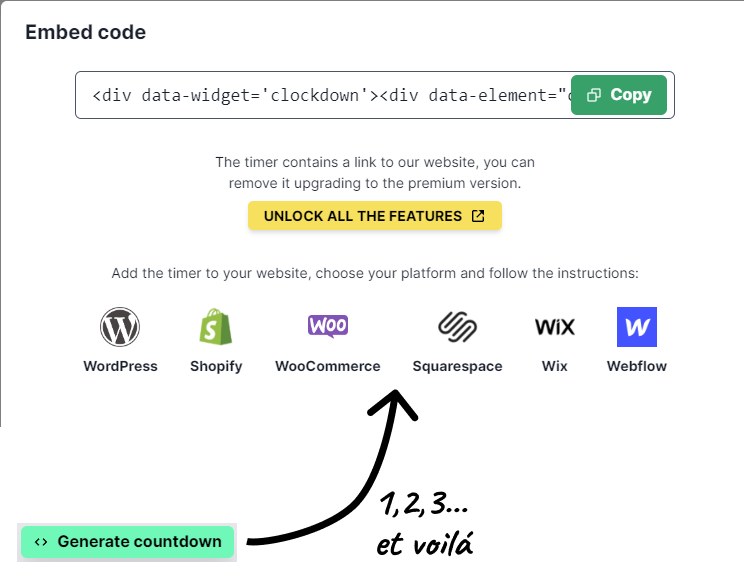 Embed code
<div data-widget='clockdown'><div data-element="
Copy
The timer contains a link to our website, you can
remove it upgrading to the premium version.
UNLOCK ALL THE FEATURES
Add the timer to your website, choose your platform and follow the instructions:
W S Woo WiX W
WordPress Shopify WooCommerce Squarespace Wix Webflow
1,2,3...
et voilá
<> Generate countdown